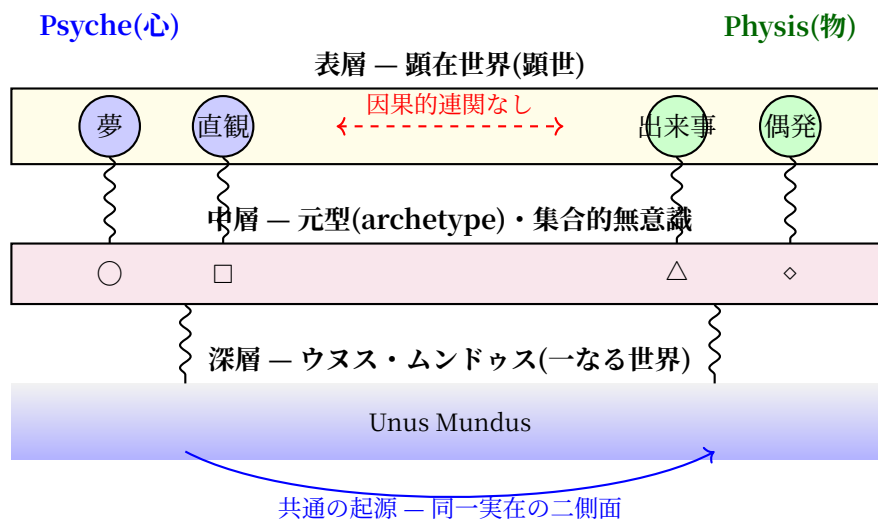 Psyche(心)
Physis(物)
表層 — 顕在世界(顕世)
因果的連関なし
夢
直観
出来事
偶発
中層 — 元型(archetype)・集合的無意識
深層 — ウヌス・ムンドゥス(一なる世界)
Unus Mundus
共通の起源 — 同一実在の二側面